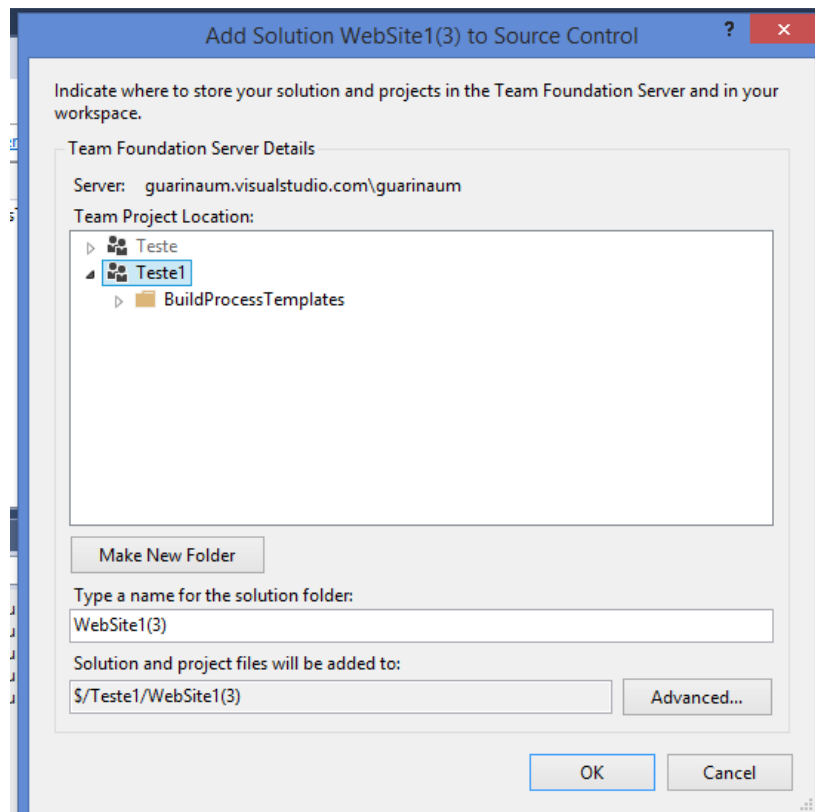 Add Solution WebSite1(3) to Source Control
?
Indicate where to store your solution and projects in the Team Foundation Server and in your
workspace.
Team Foundation Server Details
Server: guarinaum.visualstudio.com\guarinaum
Team Project Location:
Teste
Teste1
BuildProcessTemplates
Make New Folder
Type a name for the solution folder:
WebSite1(3)
Solution and project files will be added to:
$/Teste1/WebSite1(3)
Advanced...
OK
Cancel